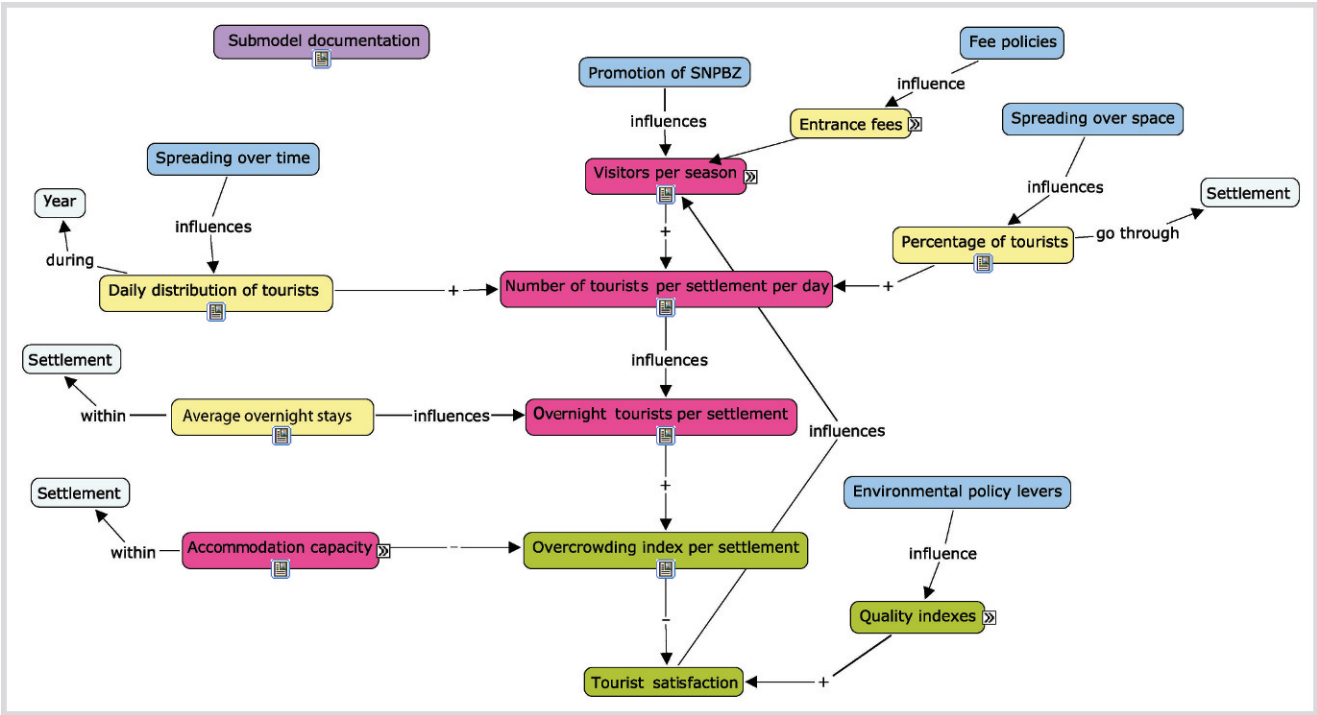 Submodel documentation
Fee policies
Promotion of SNPBZ
influence
influences
Entrance fees
Spreading over space
Spreading over time
Visitors per season
influences
Settlement
Year
influences
+
Percentage of tourists
go through
during
Daily distribution of tourists
+
Number of tourists per settlement per day
+
Settlement
influences
within
Average overnight stays
influences
Overnight tourists per settlement
influences
Settlement
+
Environmental policy levers
within
Accommodation capacity
–
Overcrowding index per settlement
influence
–
Quality indexes
Tourist satisfaction
+